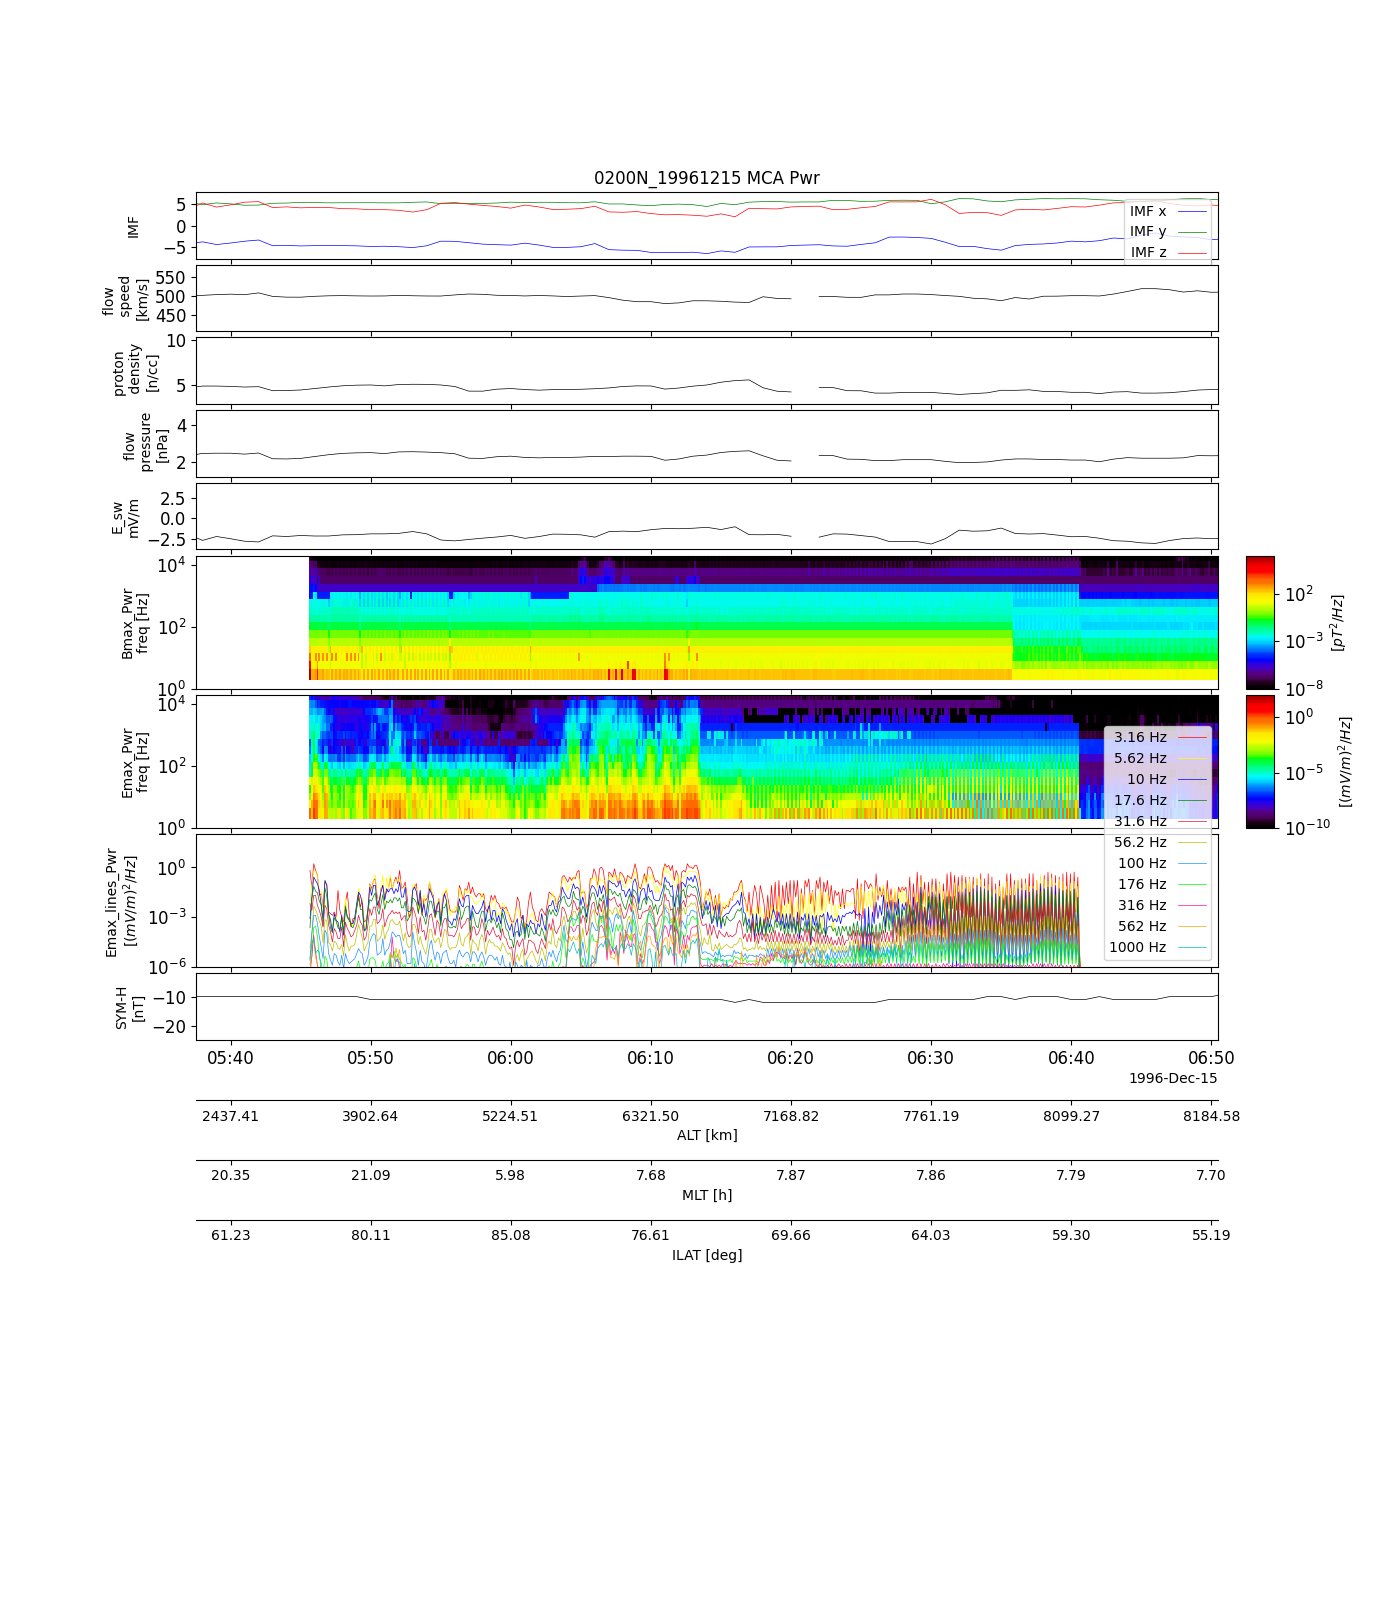 0200N_19961215 MCA Pwr
IMF
5
0
−5
IMF x
IMF y
IMF z
flow
speed
[km/s]
550
500
450
proton
density
[n/cc]
10
5
flow
pressure
[nPa]
4
2
E_sw
mV/m
2.5
0.0
−2.5
Bmax_Pwr
freq [Hz]
10^4
10^2
10^0
10^2
10^−3
10^−8
[pT^2/Hz]
Emax_Pwr
freq [Hz]
10^4
10^2
10^0
10^0
10^−5
10^−10
[(mV/m)^2/Hz]
3.16 Hz
5.62 Hz
10 Hz
17.6 Hz
31.6 Hz
56.2 Hz
100 Hz
176 Hz
316 Hz
562 Hz
1000 Hz
Emax_lines_Pwr
[(mV/m)^2/Hz]
10^0
10^−3
10^−6
SYM-H
[nT]
−10
−20
05:40 05:50 06:00 06:10 06:20 06:30 06:40 06:50
1996-Dec-15
2437.41 3902.64 5224.51 6321.50 7168.82 7761.19 8099.27 8184.58
ALT [km]
20.35 21.09 5.98 7.68 7.87 7.86 7.79 7.70
MLT [h]
61.23 80.11 85.08 76.61 69.66 64.03 59.30 55.19
ILAT [deg]